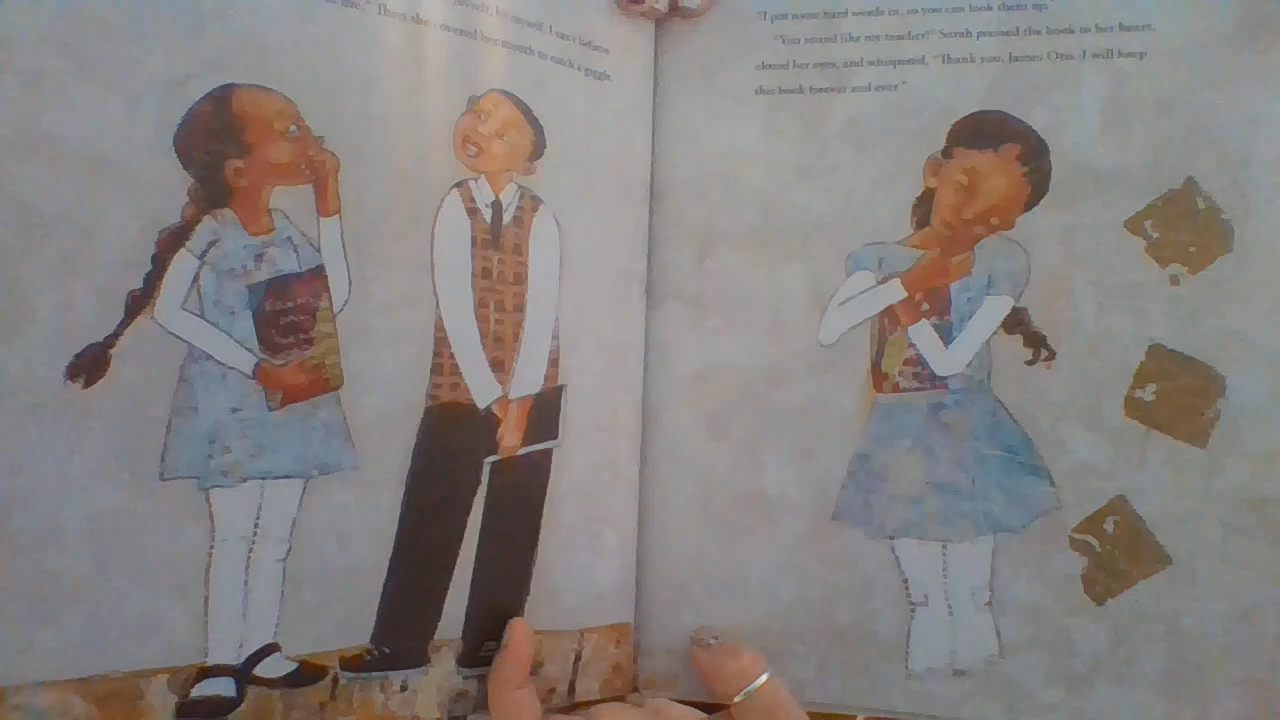 me." Then she covered her mouth to catch a giggle.
myself, by myself. I can't believe
"I put some hard words in, so you can look them up."
"You sound like my teacher!" Sarah pressed the book to her heart,
closed her eyes, and whispered, "Thank you, James Otis. I will keep
this book forever and ever."